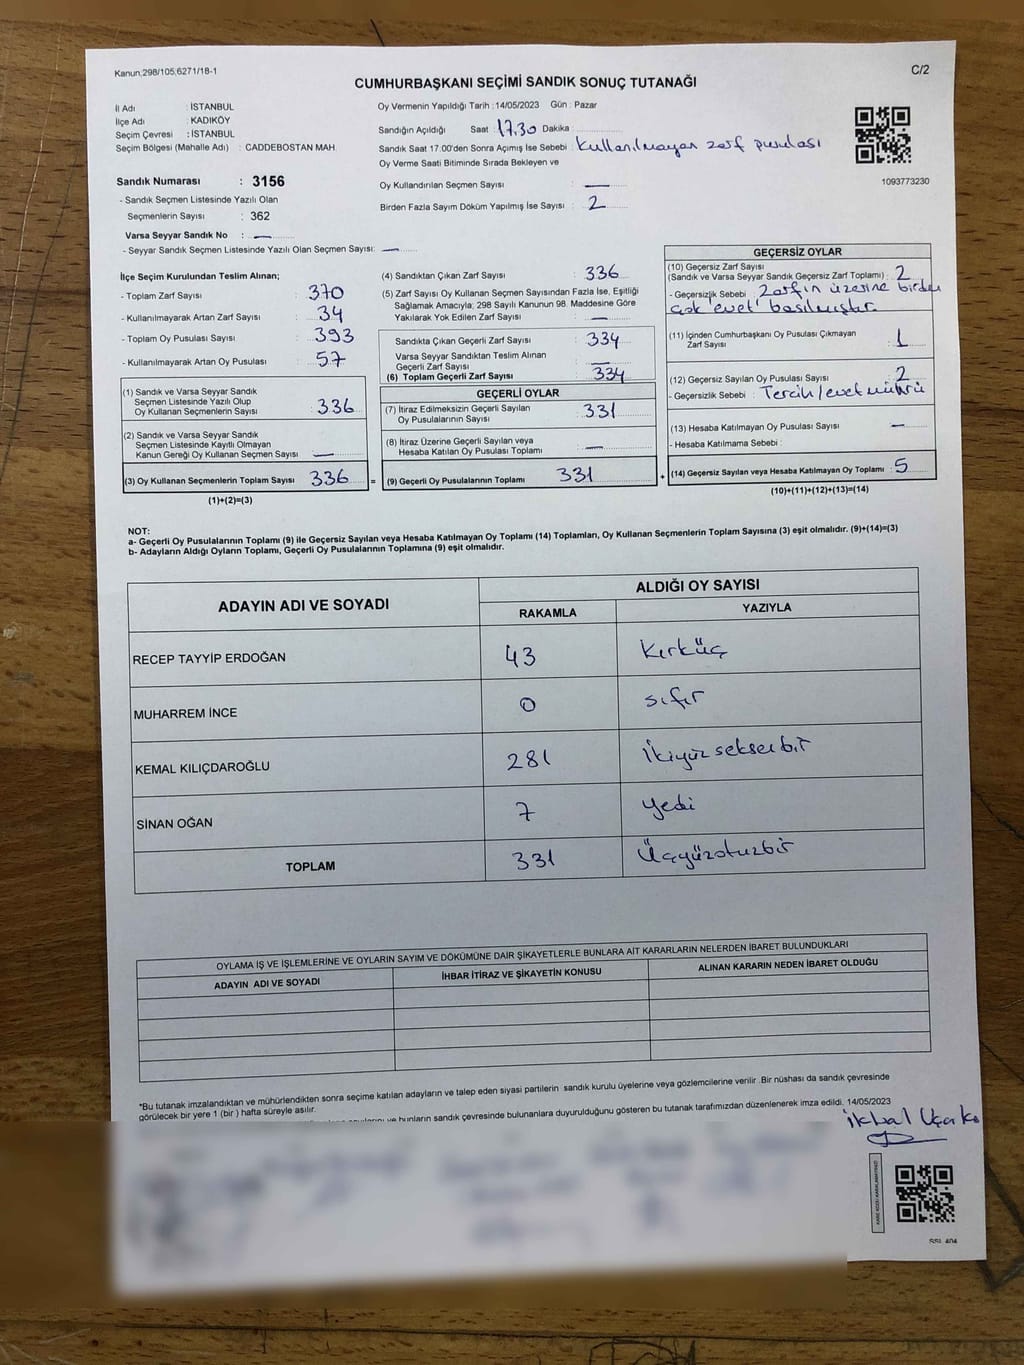 Kanun;298/105,6271/18-1
C/2
CUMHURBAŞKANI SEÇİMİ SANDIK SONUÇ TUTANAĞI
İl Adı : İSTANBUL
İlçe Adı : KADIKÖY
Seçim Çevresi : İSTANBUL
Seçim Bölgesi (Mahalle Adı) : CADDEBOSTAN MAH.
Sandık Numarası : 3156
- Sandık Seçmen Listesinde Yazılı Olan
Seçmenlerin Sayısı : 362
Varsa Seyyar Sandık No : —
- Seyyar Sandık Seçmen Listesinde Yazılı Olan Seçmen Sayısı: —
Oy Vermenin Yapıldığı Tarih : 14/05/2023 Gün : Pazar
Sandığın Açıldığı Saat 17.30 Dakika
Sandık Saat 17.00'den Sonra Açımış İse Sebebi : Kullanılmayan zarf pusulası
Oy Verme Saati Bitiminde Sırada Bekleyen ve
Oy Kullandırılan Seçmen Sayısı : —
Birden Fazla Sayım Döküm Yapılmış İse Sayısı : 2
1093773230
İlçe Seçim Kurulundan Teslim Alınan;
- Toplam Zarf Sayısı : 370
- Kullanılmayarak Artan Zarf Sayısı : 34
- Toplam Oy Pusulası Sayısı : 393
- Kullanılmayarak Artan Oy Pusulası : 57
(1) Sandık ve Varsa Seyyar Sandık
Seçmen Listesinde Yazılı Olup
Oy Kullanan Seçmenlerin Sayısı : 336
(2) Sandık ve Varsa Seyyar Sandık
Seçmen Listesinde Kayıtlı Olmayan
Kanun Gereği Oy Kullanan Seçmen Sayısı : —
(3) Oy Kullanan Seçmenlerin Toplam Sayısı : 336 =
(1)+(2)=(3)
(4) Sandıktan Çıkan Zarf Sayısı : 336
(5) Zarf Sayısı Oy Kullanan Seçmen Sayısından Fazla İse, Eşitliği
Sağlamak Amacıyla; 298 Sayılı Kanunun 98. Maddesine Göre
Yakılarak Yok Edilen Zarf Sayısı : —
Sandıkta Çıkan Geçerli Zarf Sayısı : 334
Varsa Seyyar Sandıktan Teslim Alınan
Geçerli Zarf Sayısı : —
(6) Toplam Geçerli Zarf Sayısı : 334
GEÇERLİ OYLAR
(7) İtiraz Edilmeksizin Geçerli Sayılan
Oy Pusulalarının Sayısı : 331
(8) İtiraz Üzerine Geçerli Sayılan veya
Hesaba Katılan Oy Pusulası Toplamı : —
(9) Geçerli Oy Pusulalarının Toplamı : 331 +
GEÇERSİZ OYLAR
(10) Geçersiz Zarf Sayısı
(Sandık ve Varsa Seyyar Sandık Geçersiz Zarf Toplamı) : 2
- Geçersizlik Sebebi : Zarfın üzerine birden
çok 'evet' basılmıştır.
(11) İçinden Cumhurbaşkanı Oy Pusulası Çıkmayan
Zarf Sayısı : 1
(12) Geçersiz Sayılan Oy Pusulası Sayısı : 2
- Geçersizlik Sebebi : Tercih/evet mührü
(13) Hesaba Katılmayan Oy Pusulası Sayısı : —
- Hesaba Katılmama Sebebi :
(14) Geçersiz Sayılan veya Hesaba Katılmayan Oy Toplamı : 5
(10)+(11)+(12)+(13)=(14)
NOT:
a- Geçerli Oy Pusulalarının Toplamı (9) ile Geçersiz Sayılan veya Hesaba Katılmayan Oy Toplamı (14) Toplamları, Oy Kullanan Seçmenlerin Toplam Sayısına (3) eşit olmalıdır. (9)+(14)=(3)
b- Adayların Aldığı Oyların Toplamı, Geçerli Oy Pusulalarının Toplamına (9) eşit olmalıdır.
ADAYIN ADI VE SOYADI
ALDIĞI OY SAYISI
RAKAMLA YAZIYLA
RECEP TAYYİP ERDOĞAN 43 Kırküç
MUHARREM İNCE 0 sıfır
KEMAL KILIÇDAROĞLU 281 İkiyüzseksenbir
SİNAN OĞAN 7 yedi
TOPLAM 331 Üçyüzotuzbir
OYLAMA İŞ VE İŞLEMLERİNE VE OYLARIN SAYIM VE DÖKÜMÜNE DAİR ŞİKAYETLERLE BUNLARA AİT KARARLARIN NELERDEN İBARET BULUNDUKLARI
ADAYIN ADI VE SOYADI İHBAR İTİRAZ VE ŞİKAYETİN KONUSU ALINAN KARARIN NEDEN İBARET OLDUĞU
*Bu tutanak imzalandıktan ve mühürlendikten sonra seçime katılan adayların ve talep eden siyasi partilerin sandık kurulu üyelerine veya gözlemcilerine verilir .Bir nüshası da sandık çevresinde
görülecek bir yere 1 (bir ) hafta süreyle asılır.
ve bunların sandık çevresinde bulunanlara duyurulduğunu gösteren bu tutanak tarafımızdan düzenlenerek imza edildi. 14/05/2023